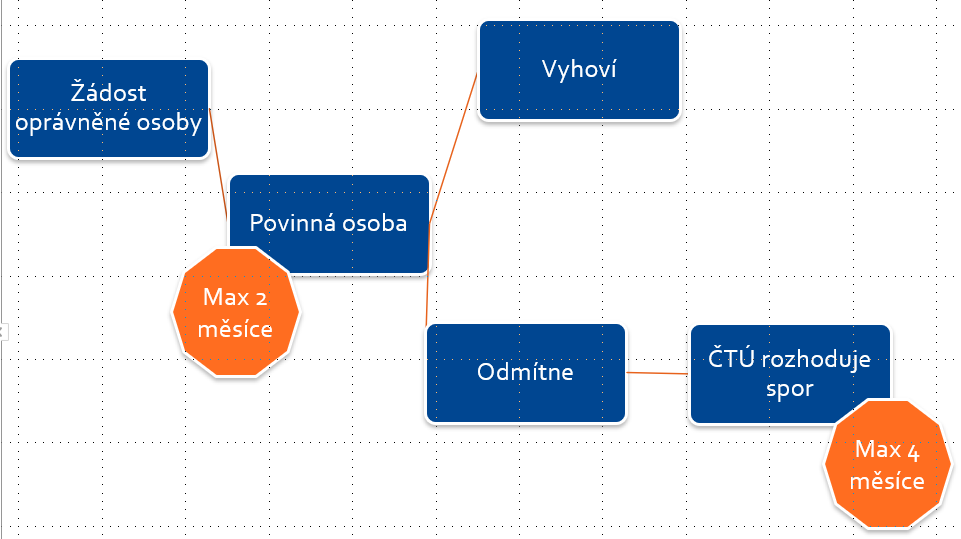 Žádost
oprávněné osoby
Vyhoví
Povinná osoba
Max 2
měsíce
Odmítne
ČTÚ rozhoduje
spor
Max 4
měsíce